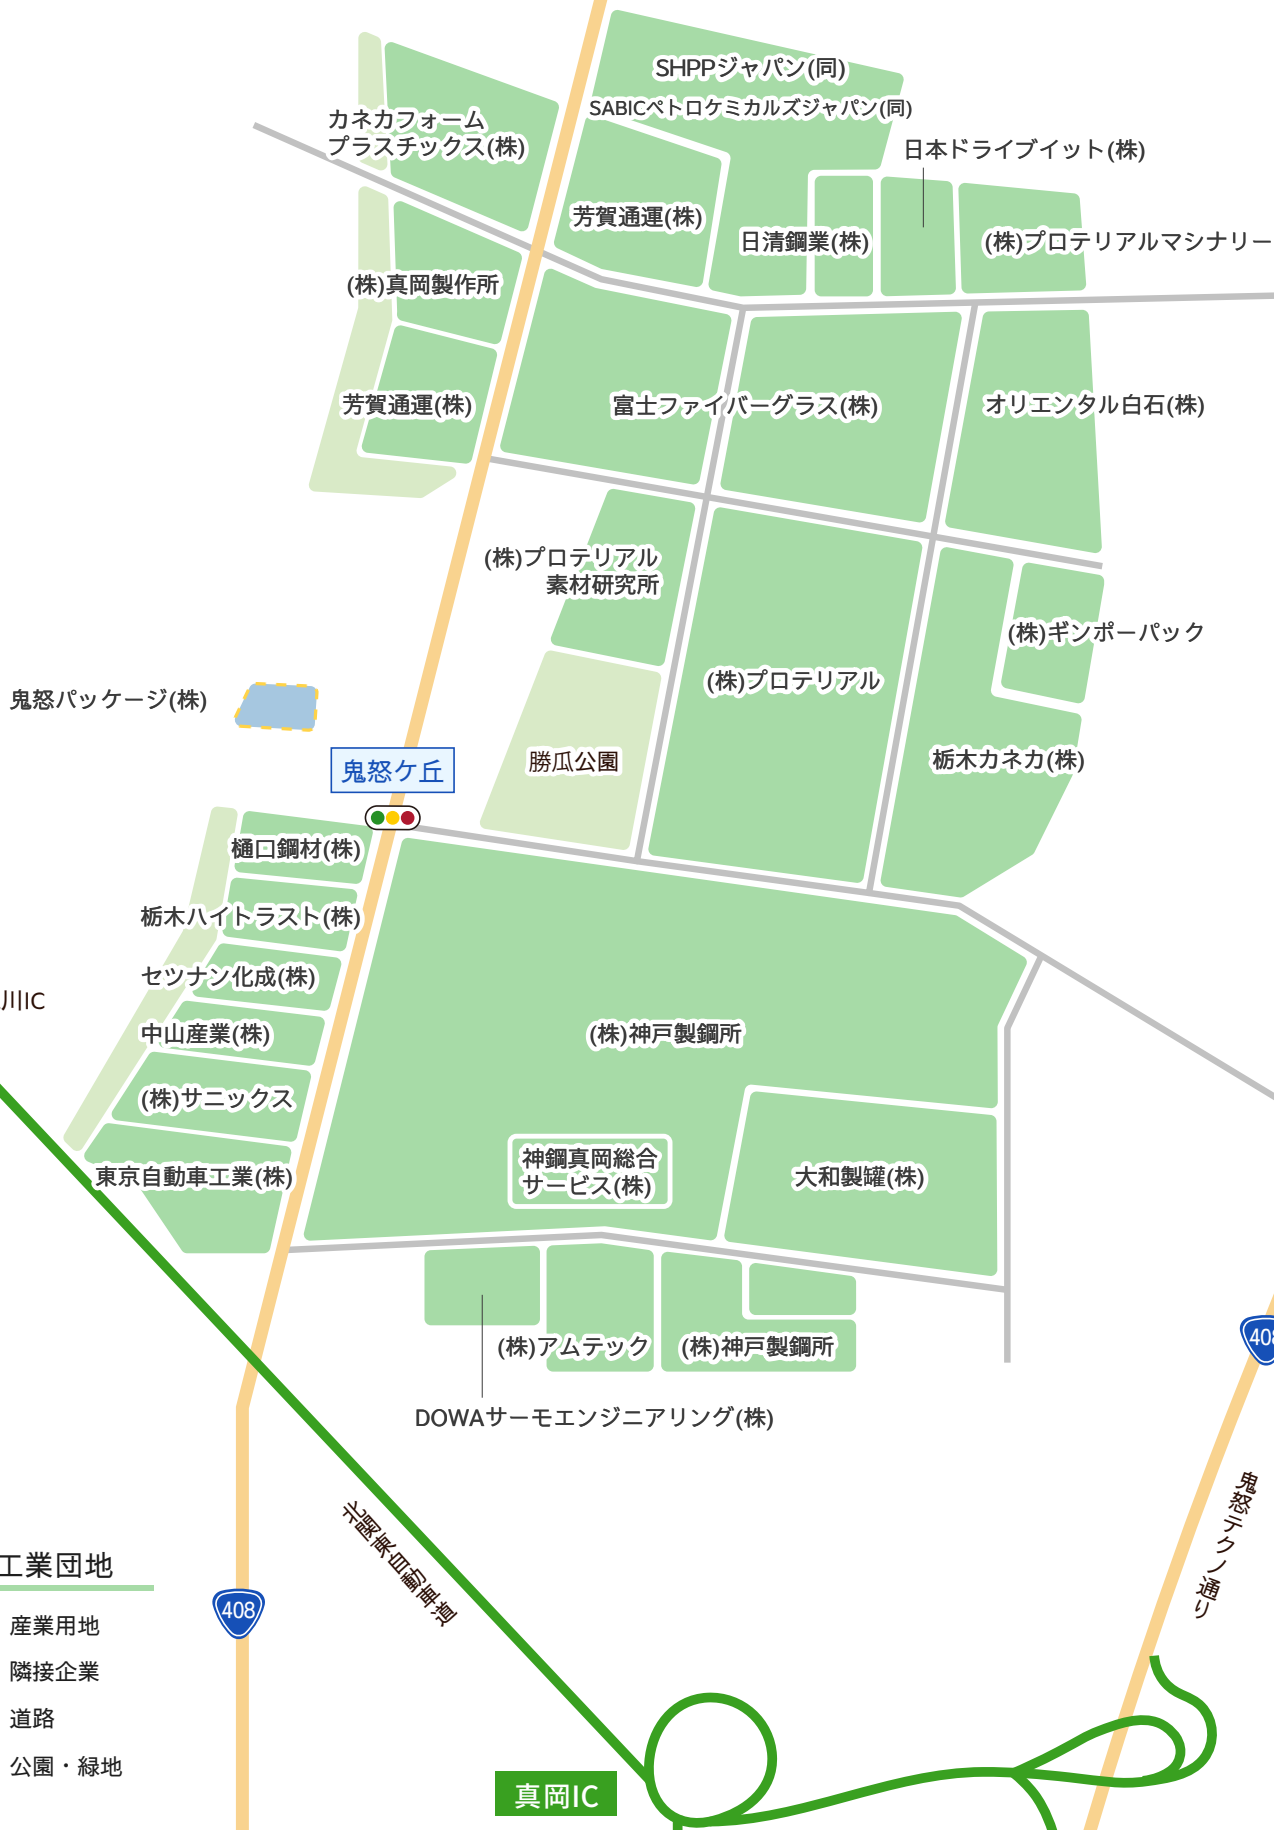 SHPPジャパン(同)
SABICペトロケミカルズジャパン(同)
カネカフォーム
プラスチックス(株)
日本ドライブイット(株)
芳賀通運(株)
日清鋼業(株)
(株)プロテリアルマシナリー
(株)真岡製作所
芳賀通運(株)
富士ファイバーグラス(株)
オリエンタル白石(株)
(株)プロテリアル
素材研究所
(株)ギンポーパック
(株)プロテリアル
鬼怒パッケージ(株)
勝瓜公園
栃木カネカ(株)
鬼怒ケ丘
樋口鋼材(株)
栃木ハイトラスト(株)
セツナン化成(株)
川IC
中山産業(株)
(株)神戸製鋼所
(株)サニックス
神鋼真岡総合
サービス(株)
東京自動車工業(株)
大和製罐(株)
(株)アムテック
(株)神戸製鋼所
408
DOWAサーモエンジニアリング(株)
北関東自動車道
鬼怒テクノ通り
工業団地
408
産業用地
隣接企業
道路
公園・緑地
真岡IC